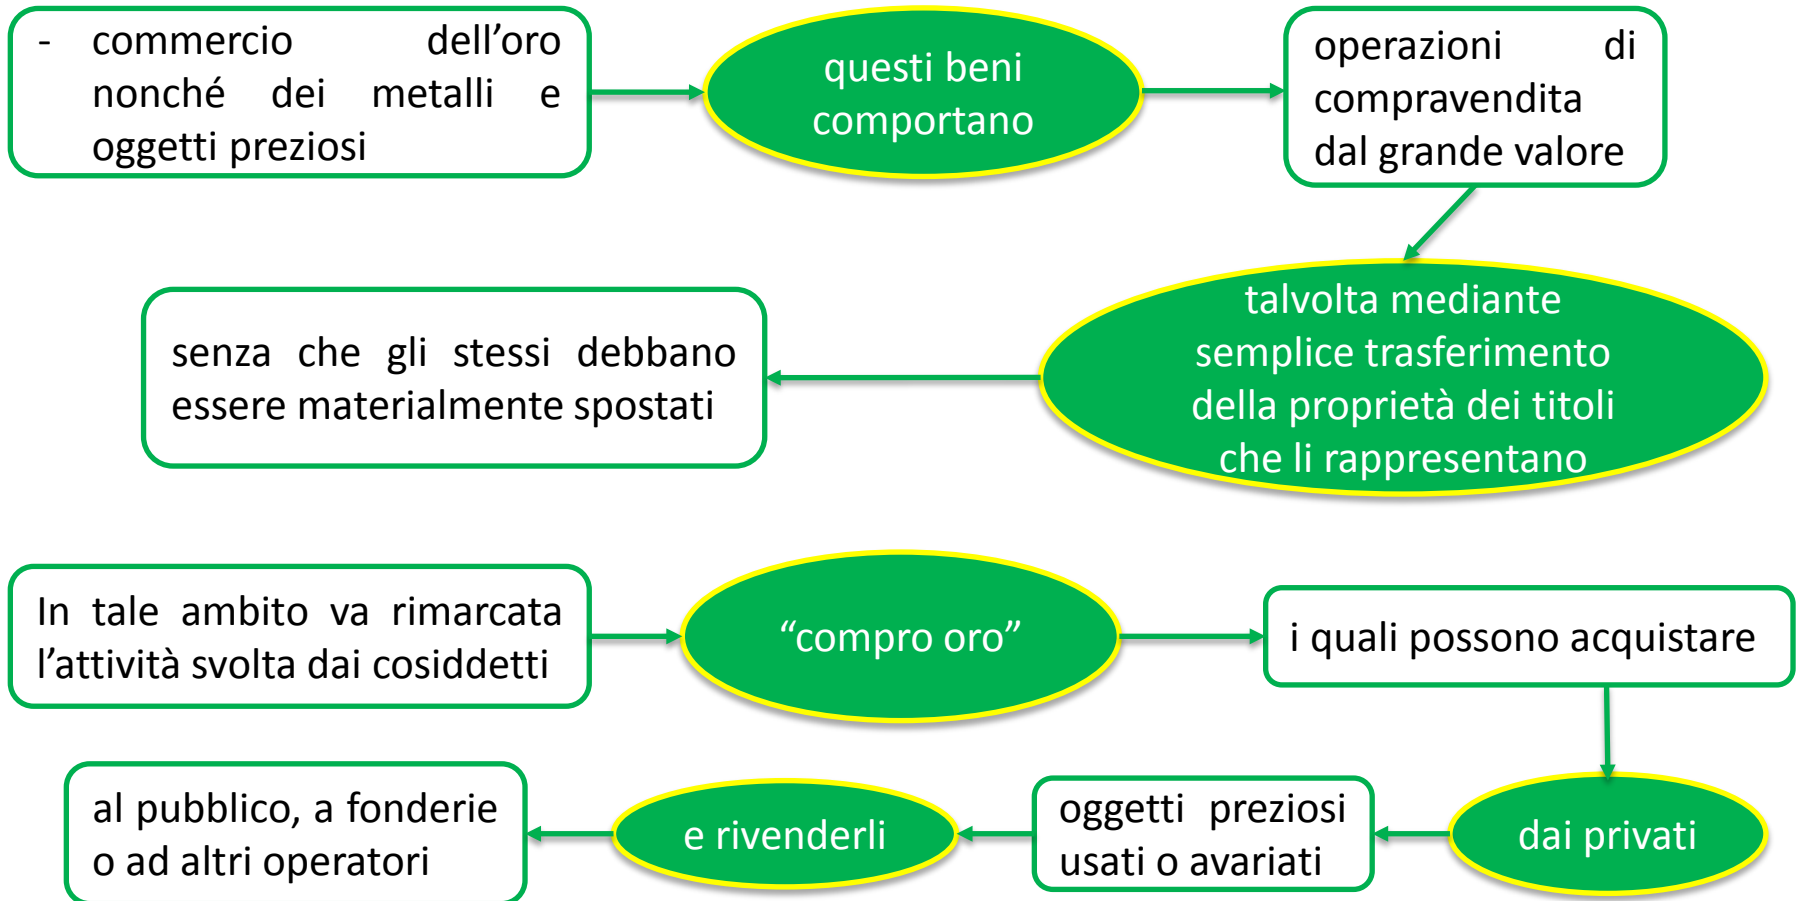 - commercio dell’oro
nonché dei metalli e
oggetti preziosi
questi beni
comportano
operazioni di
compravendita
dal grande valore
talvolta mediante
semplice trasferimento
della proprietà dei titoli
che li rappresentano
senza che gli stessi debbano
essere materialmente spostati
In tale ambito va rimarcata
l’attività svolta dai cosiddetti
“compro oro”
i quali possono acquistare
dai privati
oggetti preziosi
usati o avariati
e rivenderli
al pubblico, a fonderie
o ad altri operatori